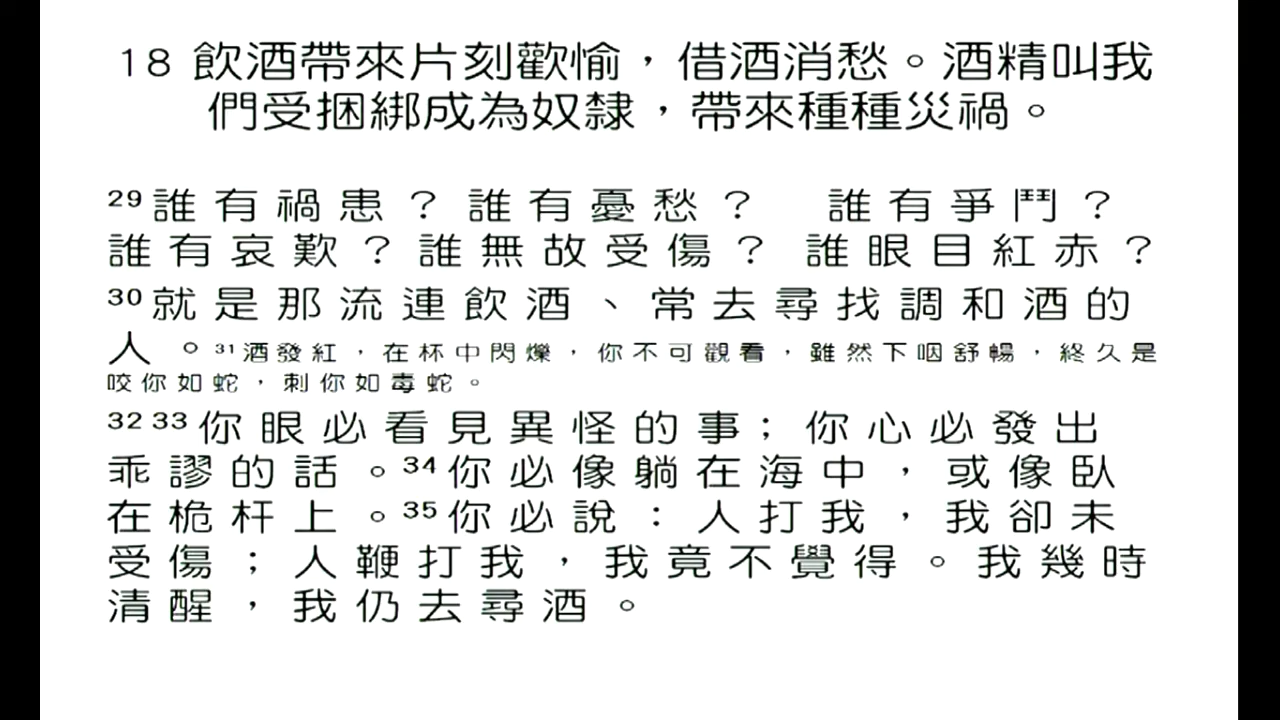 18 飲酒帶來片刻歡愉，借酒消愁。酒精叫我
們受捆綁成為奴隸，帶來種種災禍。
29誰有禍患？誰有憂愁？ 誰有爭鬥？
誰有哀歎？誰無故受傷？ 誰眼目紅赤？
30就是那流連飲酒、常去尋找調和酒的
人。31酒發紅，在杯中閃爍，你不可觀看，雖然下咽舒暢，終久是
咬你如蛇，刺你如毒蛇。
32 33你眼必看見異怪的事；你心必發出
乖謬的話。34你必像躺在海中，或像臥
在桅杆上。35你必說：人打我，我卻未
受傷；人鞭打我，我竟不覺得。我幾時
清醒，我仍去尋酒。